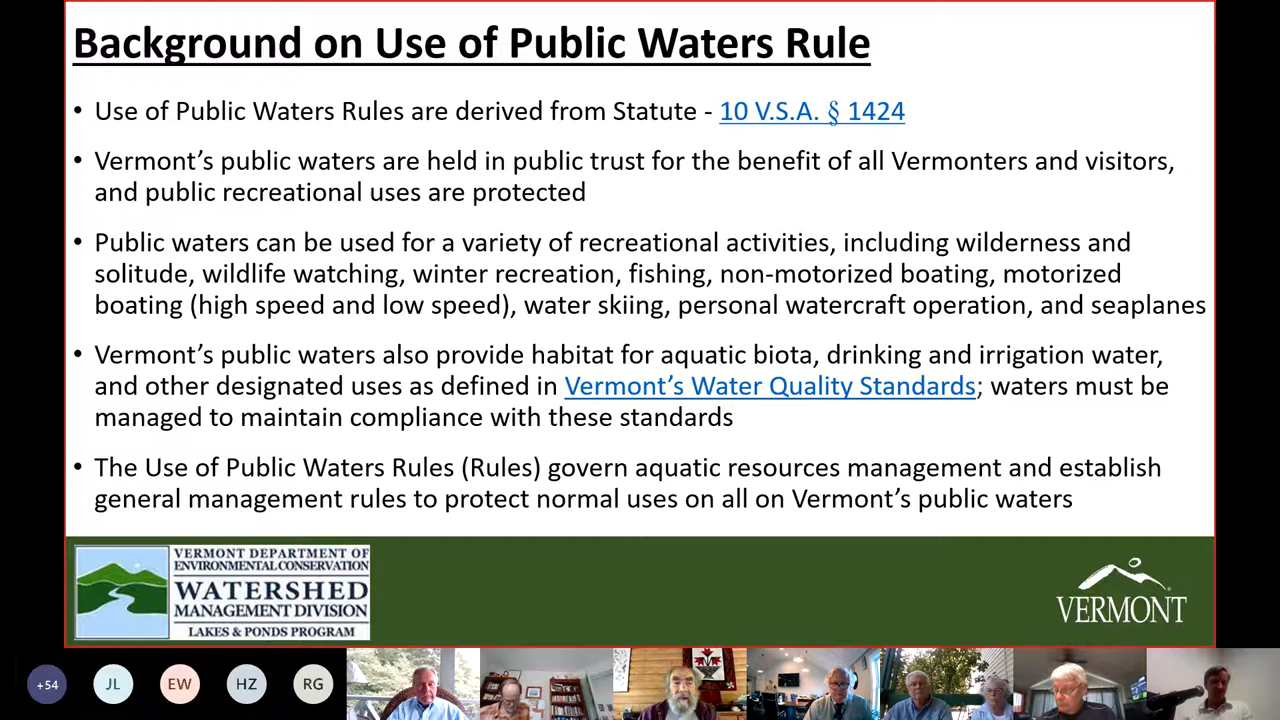 Background on Use of Public Waters Rule
• Use of Public Waters Rules are derived from Statute - 10 V.S.A. § 1424
• Vermont’s public waters are held in public trust for the benefit of all Vermonters and visitors,
and public recreational uses are protected
• Public waters can be used for a variety of recreational activities, including wilderness and
solitude, wildlife watching, winter recreation, fishing, non-motorized boating, motorized
boating (high speed and low speed), water skiing, personal watercraft operation, and seaplanes
• Vermont’s public waters also provide habitat for aquatic biota, drinking and irrigation water,
and other designated uses as defined in Vermont’s Water Quality Standards; waters must be
managed to maintain compliance with these standards
• The Use of Public Waters Rules (Rules) govern aquatic resources management and establish
general management rules to protect normal uses on all on Vermont’s public waters
VERMONT DEPARTMENT OF
ENVIRONMENTAL CONSERVATION
WATERSHED
MANAGEMENT DIVISION
LAKES & PONDS PROGRAM
VERMONT
+54
JL
EW
HZ
RG